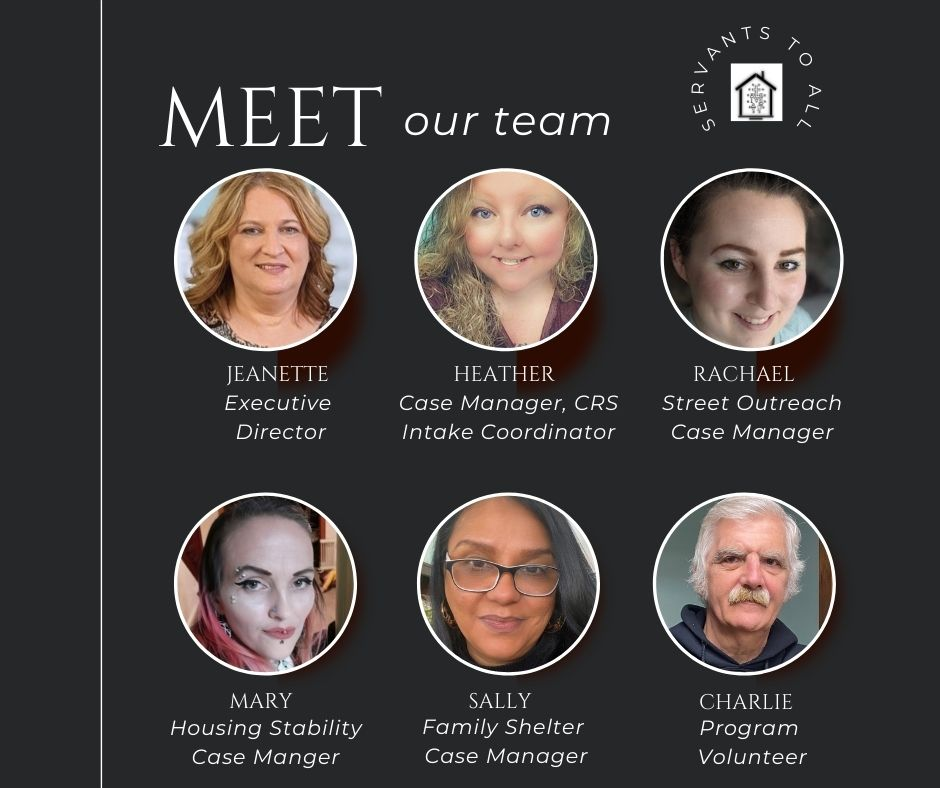 SERVANTS TO ALL
MEET our team
JEANETTE
Executive
Director
HEATHER
Case Manager, CRS
Intake Coordinator
RACHAEL
Street Outreach
Case Manager
MARY
Housing Stability
Case Manger
SALLY
Family Shelter
Case Manager
CHARLIE
Program
Volunteer